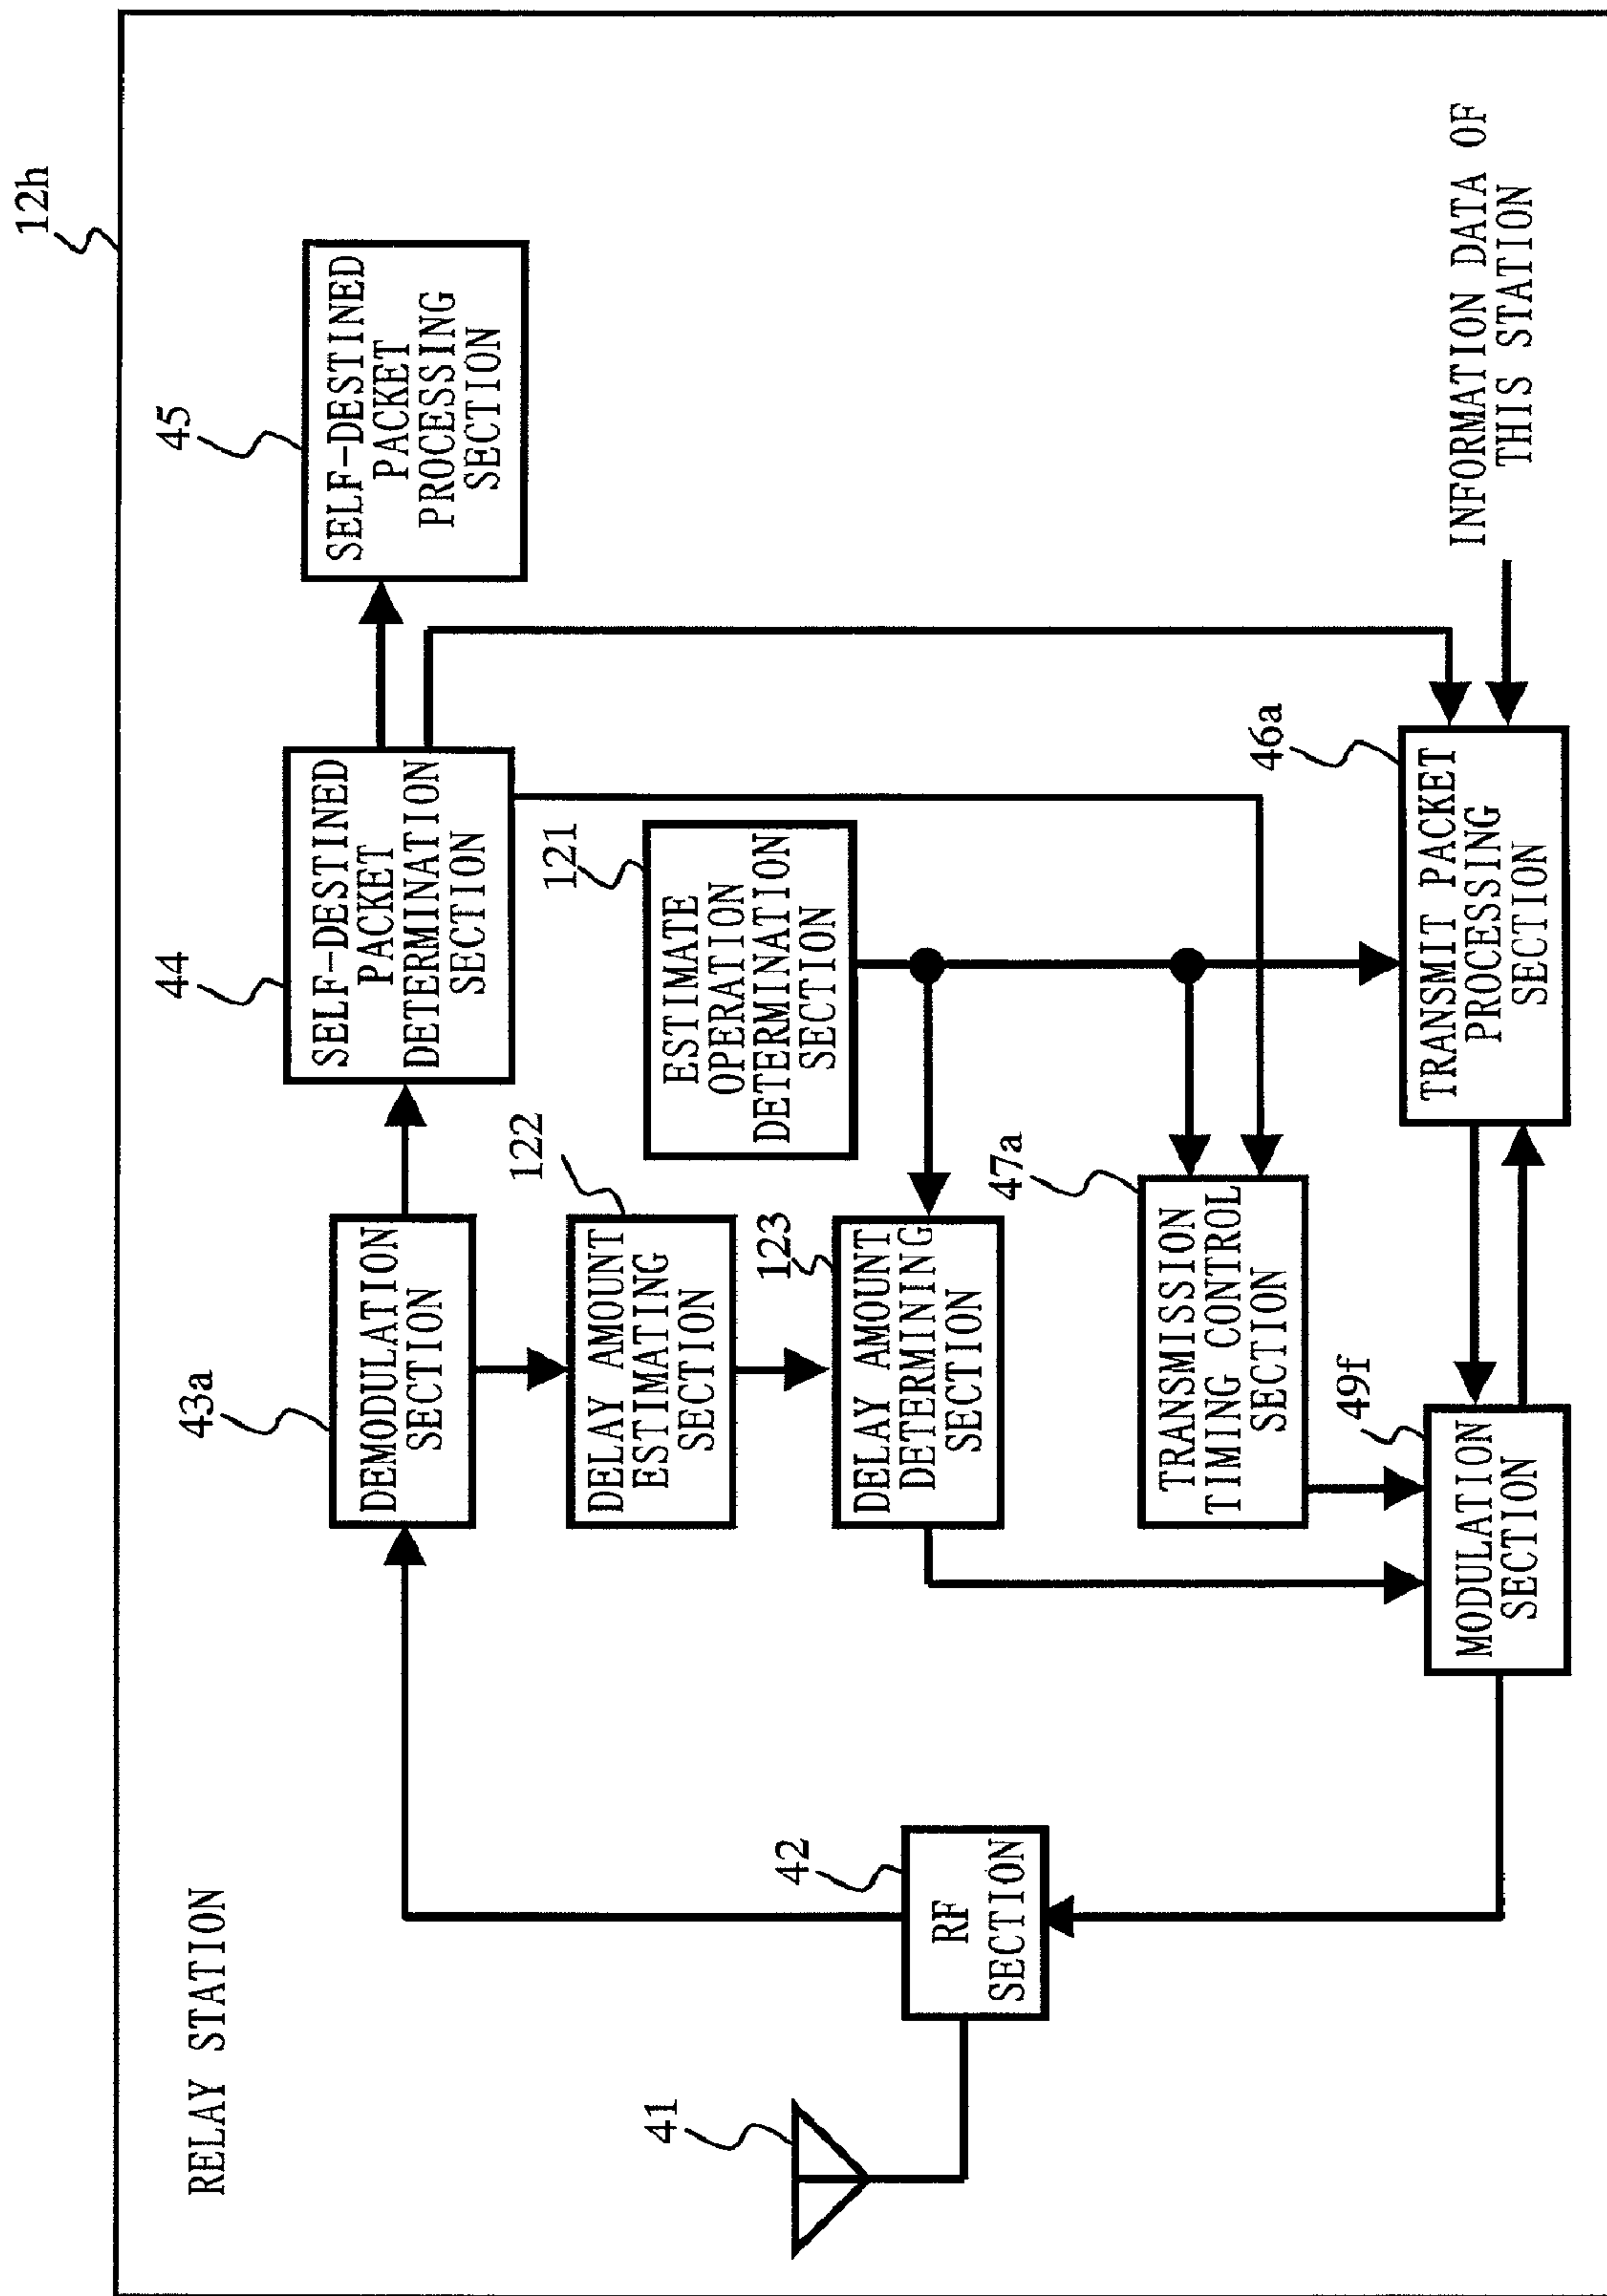 12h
RELAY STATION
43a
DEMODULATION
SECTION
44
SELF-DESTINED
PACKET
DETERMINATION
SECTION
45
SELF-DESTINED
PACKET
PROCESSING
SECTION
122
DELAY AMOUNT
ESTIMATING
SECTION
121
ESTIMATE
OPERATION
DETERMINATION
SECTION
41
42
RF
SECTION
123
DELAY AMOUNT
DETERMINING
SECTION
47a
TRANSMISSION
TIMING CONTROL
SECTION
49f
MODULATION
SECTION
46a
TRANSMIT PACKET
PROCESSING
SECTION
INFORMATION DATA OF
THIS STATION